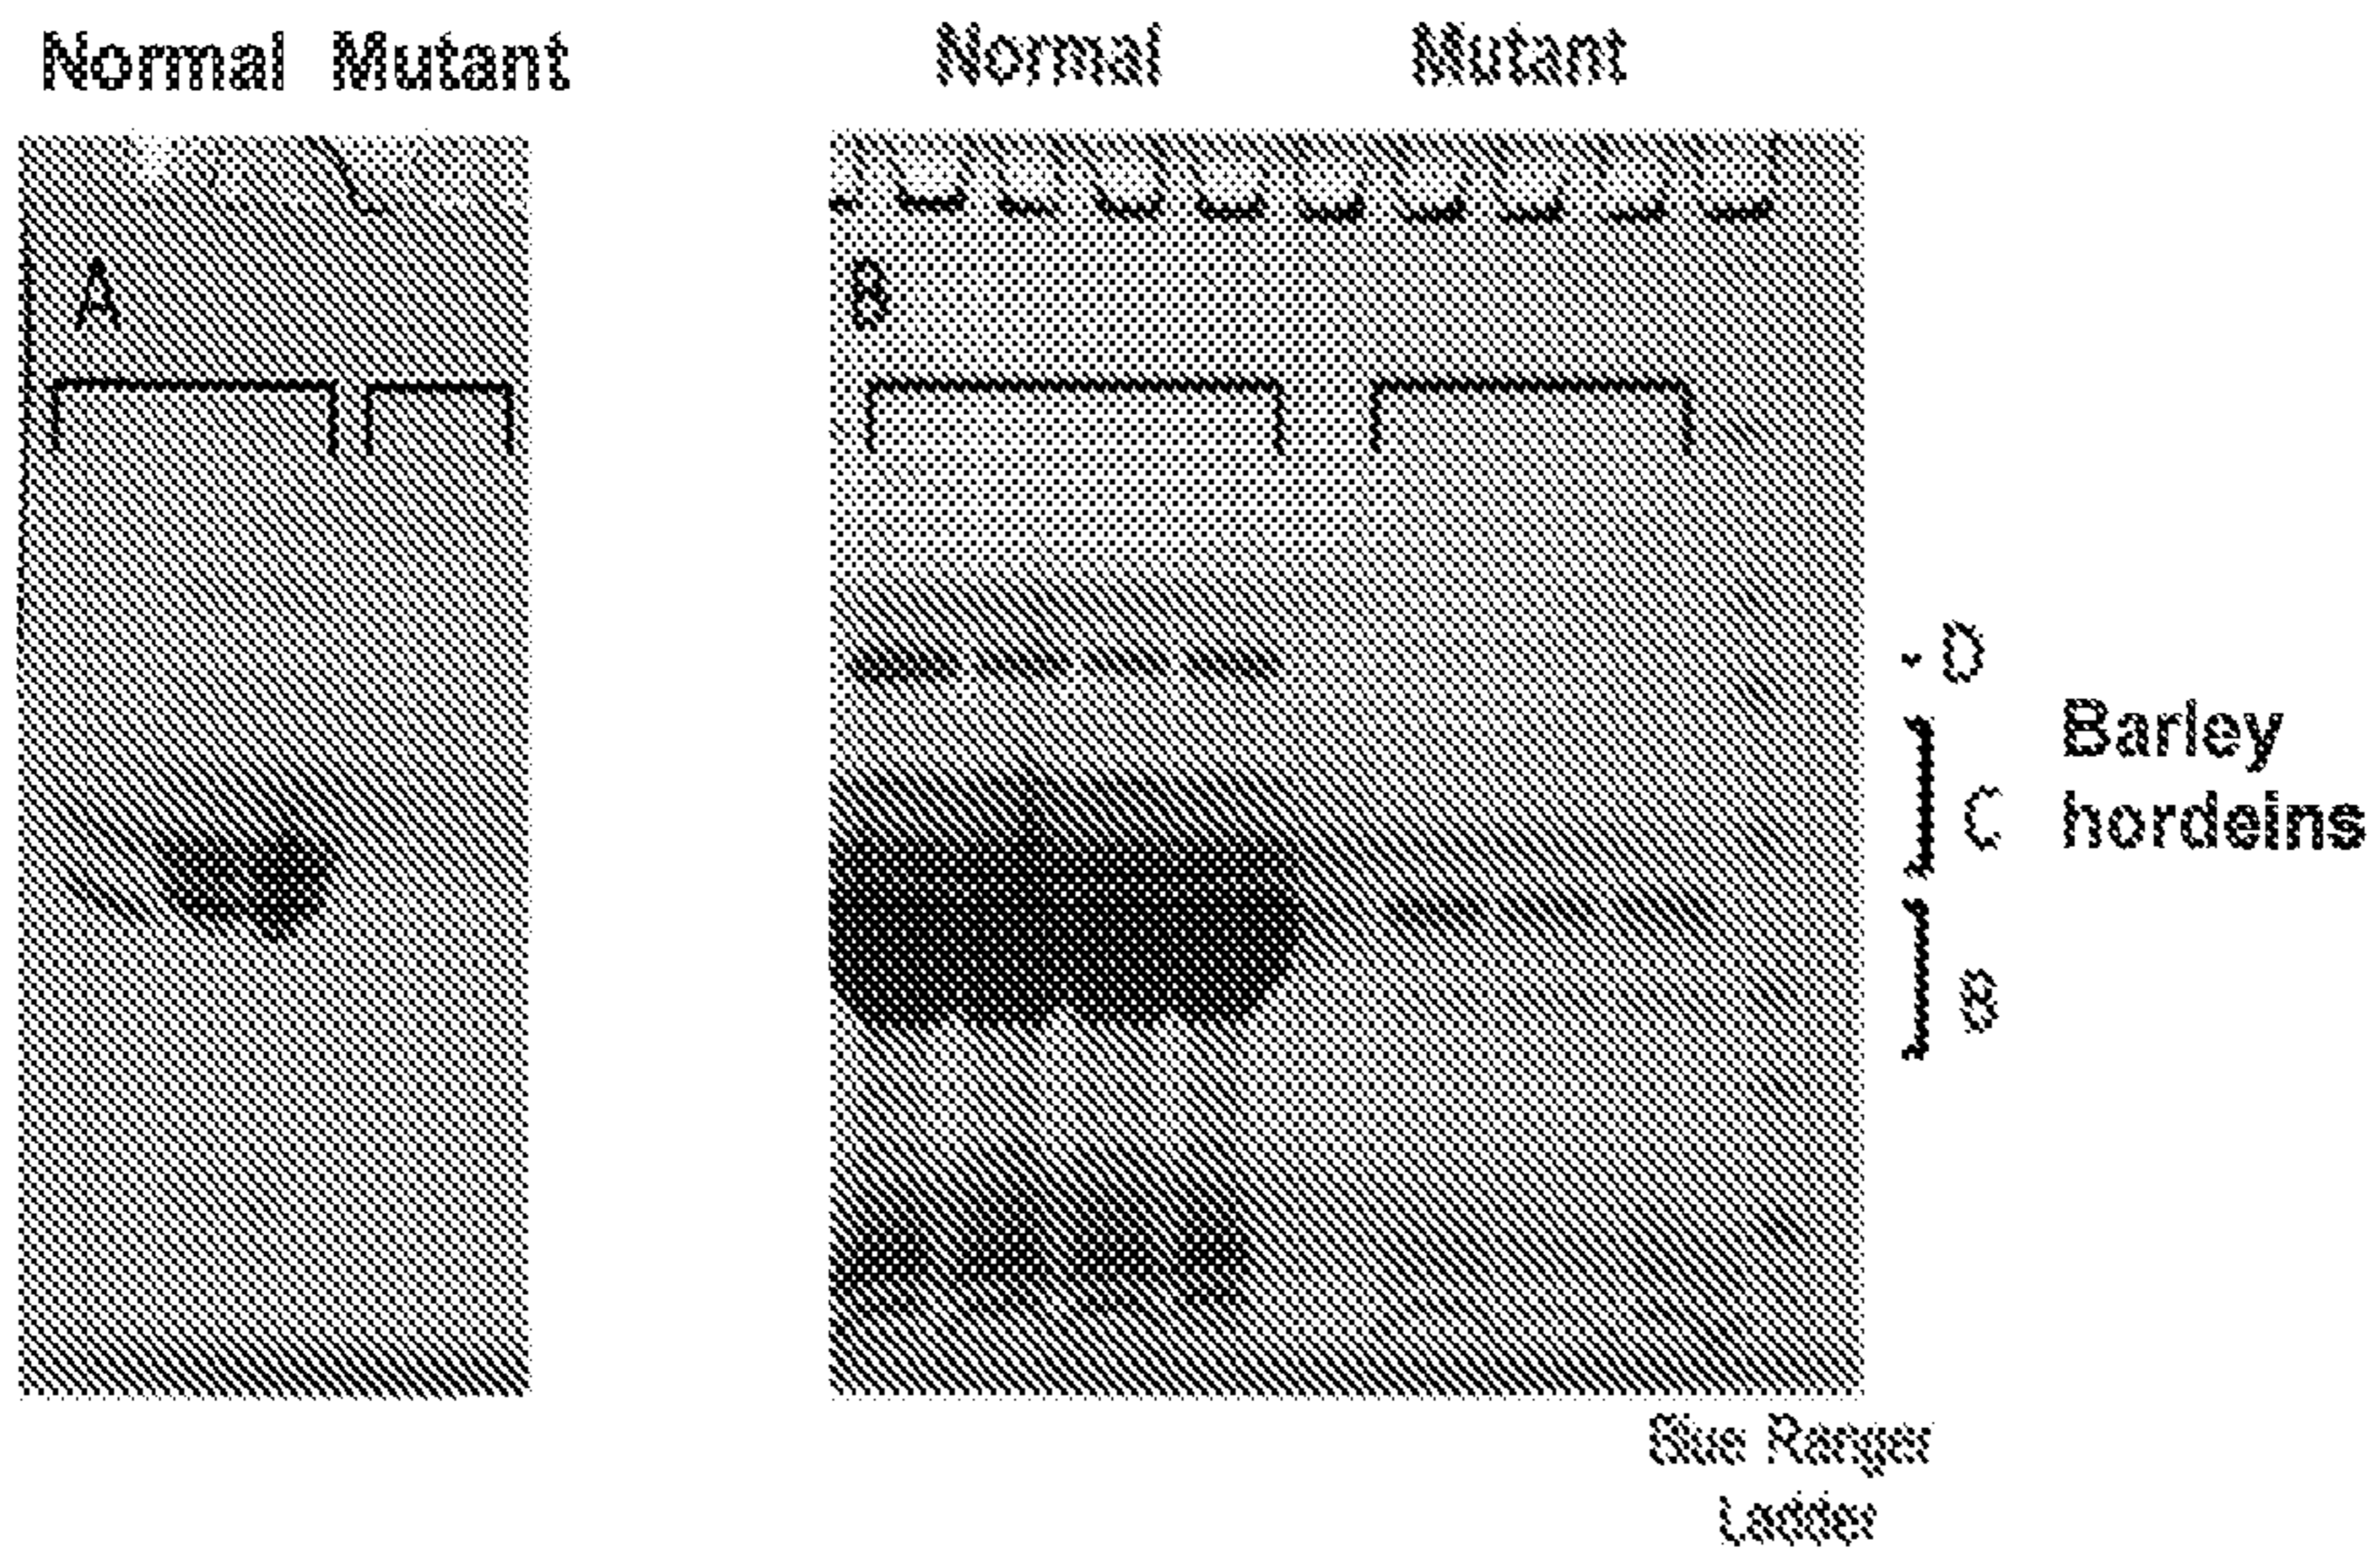 Normal Mutant
Normal Mutant
A
B
D
Barley
C
hordeins
B
Blue Ranger
Ladder